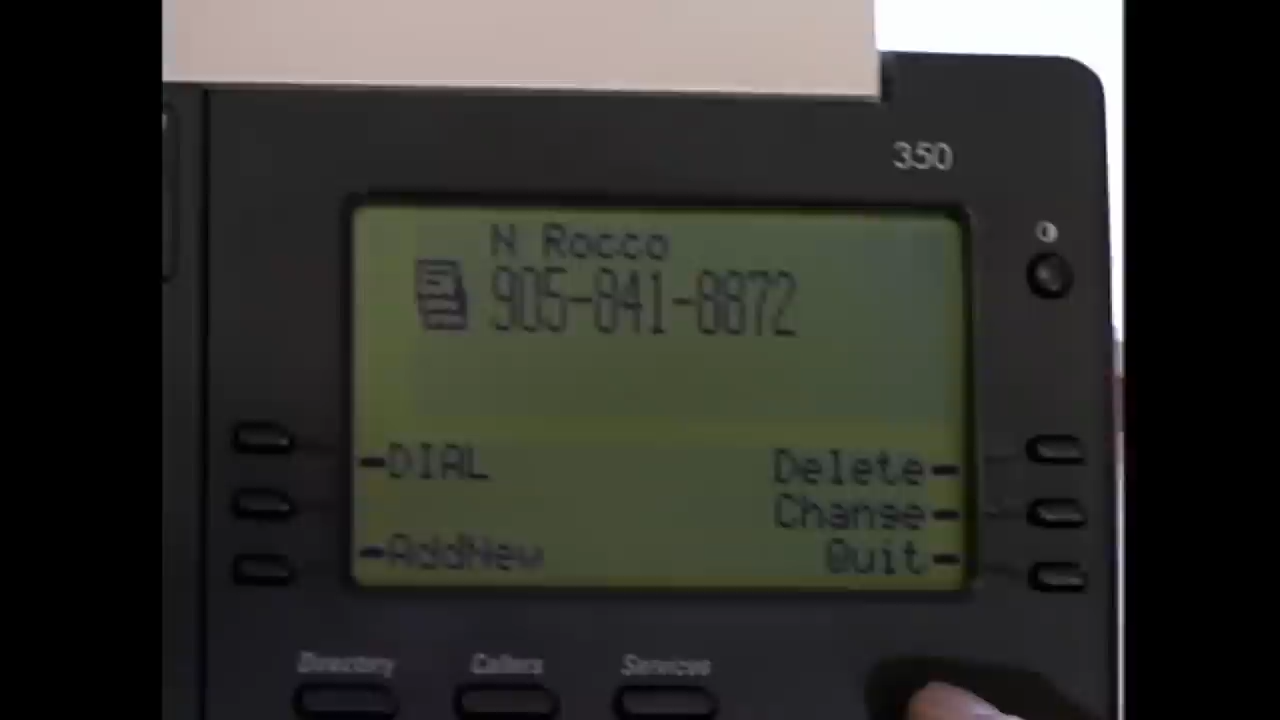 350
N Rocco
905-841-8872
DIAL
Delete
Change
AddNew
Quit
Directory
Callers
Services